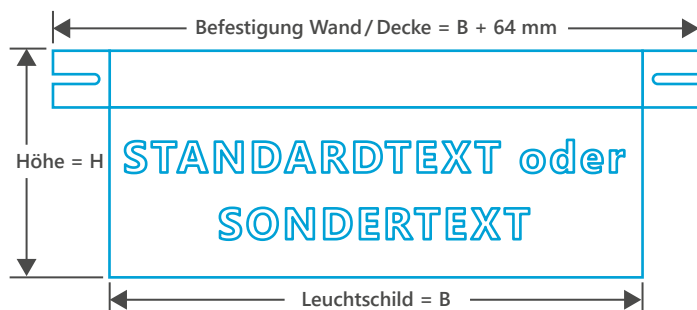 Befestigung Wand / Decke = B + 64 mm
Höhe = H
STANDARDTEXT oder
SONDERTEXT
Leuchtschild = B